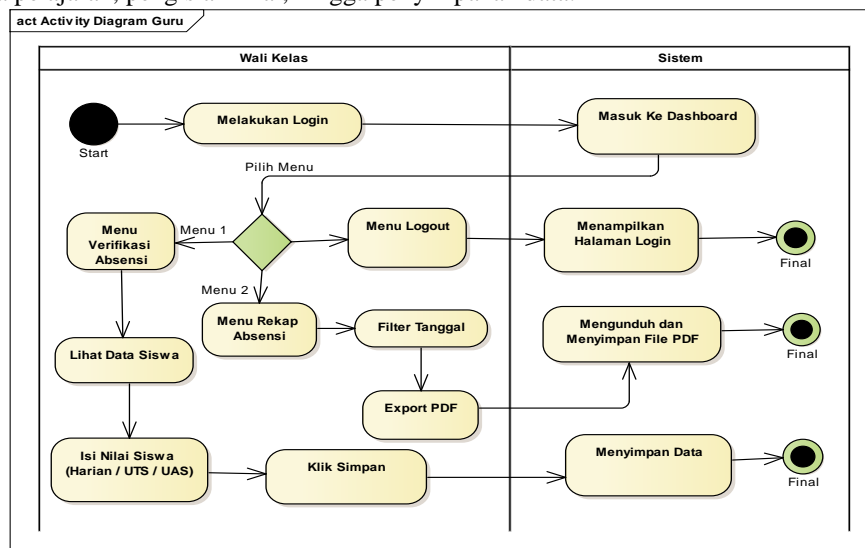 act Activity Diagram Guru
Wali Kelas
Sistem
Start
Melakukan Login
Masuk Ke Dashboard
Pilih Menu
Menu
Verifikasi
Absensi
Menu 1
Menu Logout
Menampilkan
Halaman Login
Final
Menu 2
Menu Rekap
Absensi
Filter Tanggal
Mengunduh dan
Menyimpan File PDF
Final
Lihat Data Siswa
Export PDF
Isi Nilai Siswa
(Harian / UTS / UAS)
Klik Simpan
Menyimpan Data
Final